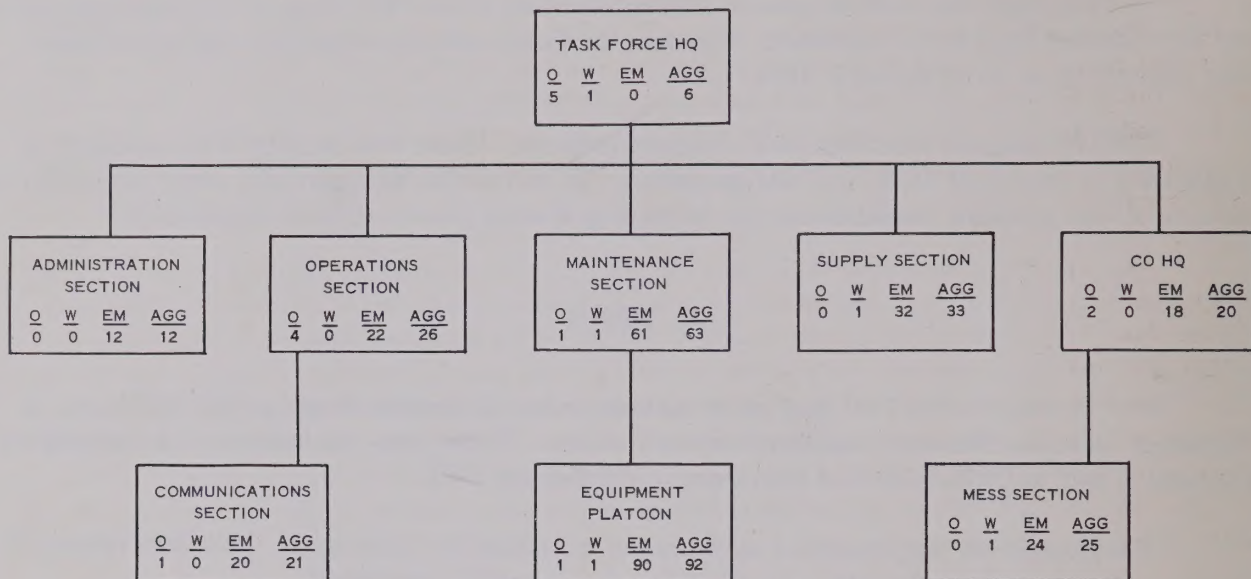 TASK FORCE HQ
O W EM AGG
5 1 0 6
ADMINISTRATION
SECTION
O W EM AGG
0 0 12 12
OPERATIONS
SECTION
O W EM AGG
4 0 22 26
MAINTENANCE
SECTION
O W EM AGG
1 1 61 63
SUPPLY SECTION
O W EM AGG
0 1 32 33
CO HQ
O W EM AGG
2 0 18 20
COMMUNICATIONS
SECTION
O W EM AGG
1 0 20 21
EQUIPMENT
PLATOON
O W EM AGG
1 1 90 92
MESS SECTION
O W EM AGG
0 1 24 25